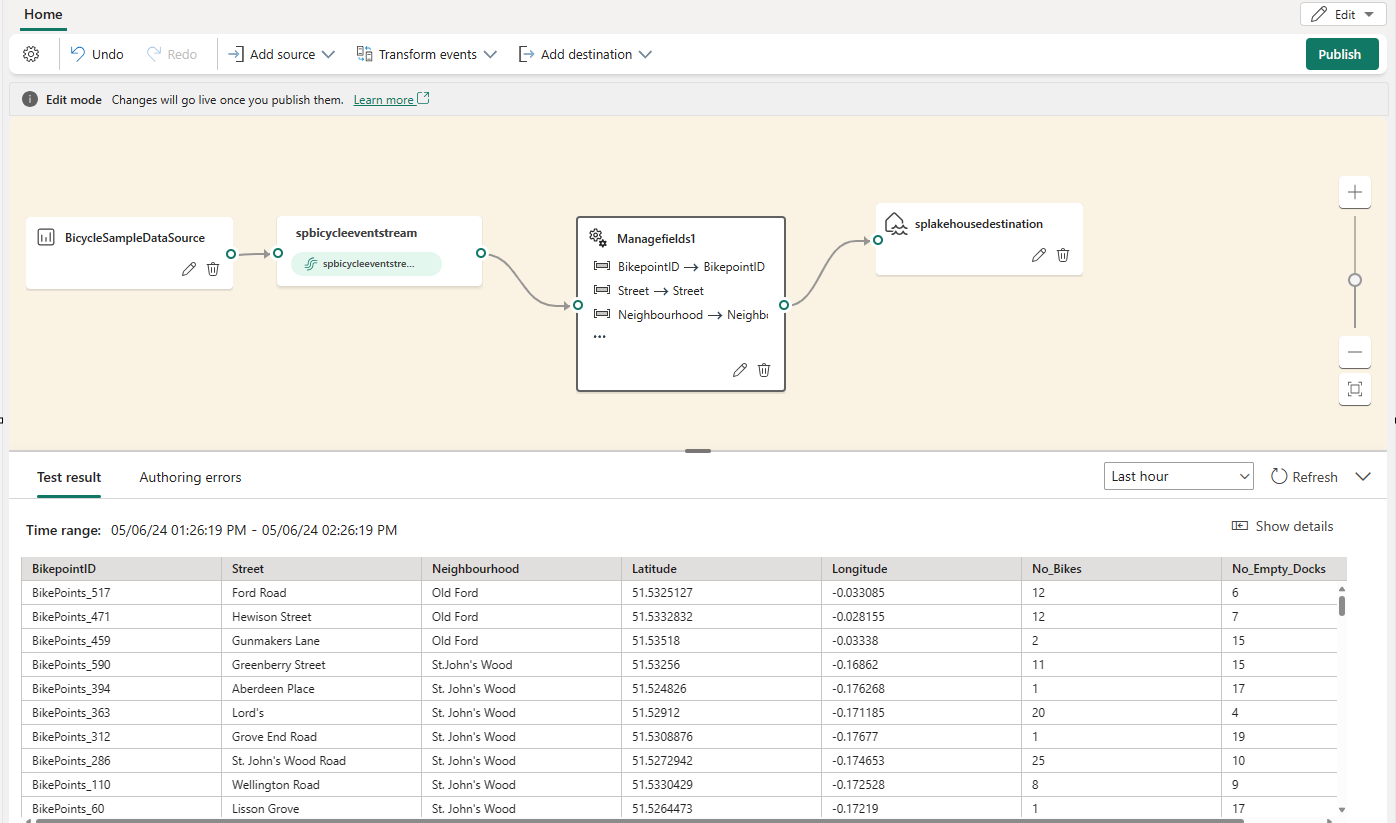 Home
Edit
Undo Redo Add source Transform events Add destination Publish
Edit mode Changes will go live once you publish them. Learn more
BicycleSampleDataSource
spbicycleeventstream
spbicycleeventstre...
Managefields1
BikepointID → BikepointID
Street → Street
Neighbourhood → Neighb
...
splakehousedestination
Test result Authoring errors Last hour Refresh
Time range: 05/06/24 01:26:19 PM - 05/06/24 02:26:19 PM Show details
BikepointID Street Neighbourhood Latitude Longitude No_Bikes No_Empty_Docks
BikePoints_517 Ford Road Old Ford 51.5325127 -0.033085 12 6
BikePoints_471 Hewison Street Old Ford 51.5332832 -0.028155 12 7
BikePoints_459 Gunmakers Lane Old Ford 51.53518 -0.03338 2 15
BikePoints_590 Greenberry Street St.John's Wood 51.53256 -0.16862 11 15
BikePoints_394 Aberdeen Place St. John's Wood 51.524826 -0.176268 1 17
BikePoints_363 Lord's St. John's Wood 51.52912 -0.171185 20 4
BikePoints_312 Grove End Road St. John's Wood 51.5308876 -0.17677 1 19
BikePoints_286 St. John's Wood Road St. John's Wood 51.5272942 -0.174653 25 10
BikePoints_110 Wellington Road St. John's Wood 51.5330429 -0.172528 8 9
BikePoints_60 Lisson Grove St. John's Wood 51.5264473 -0.17219 1 17